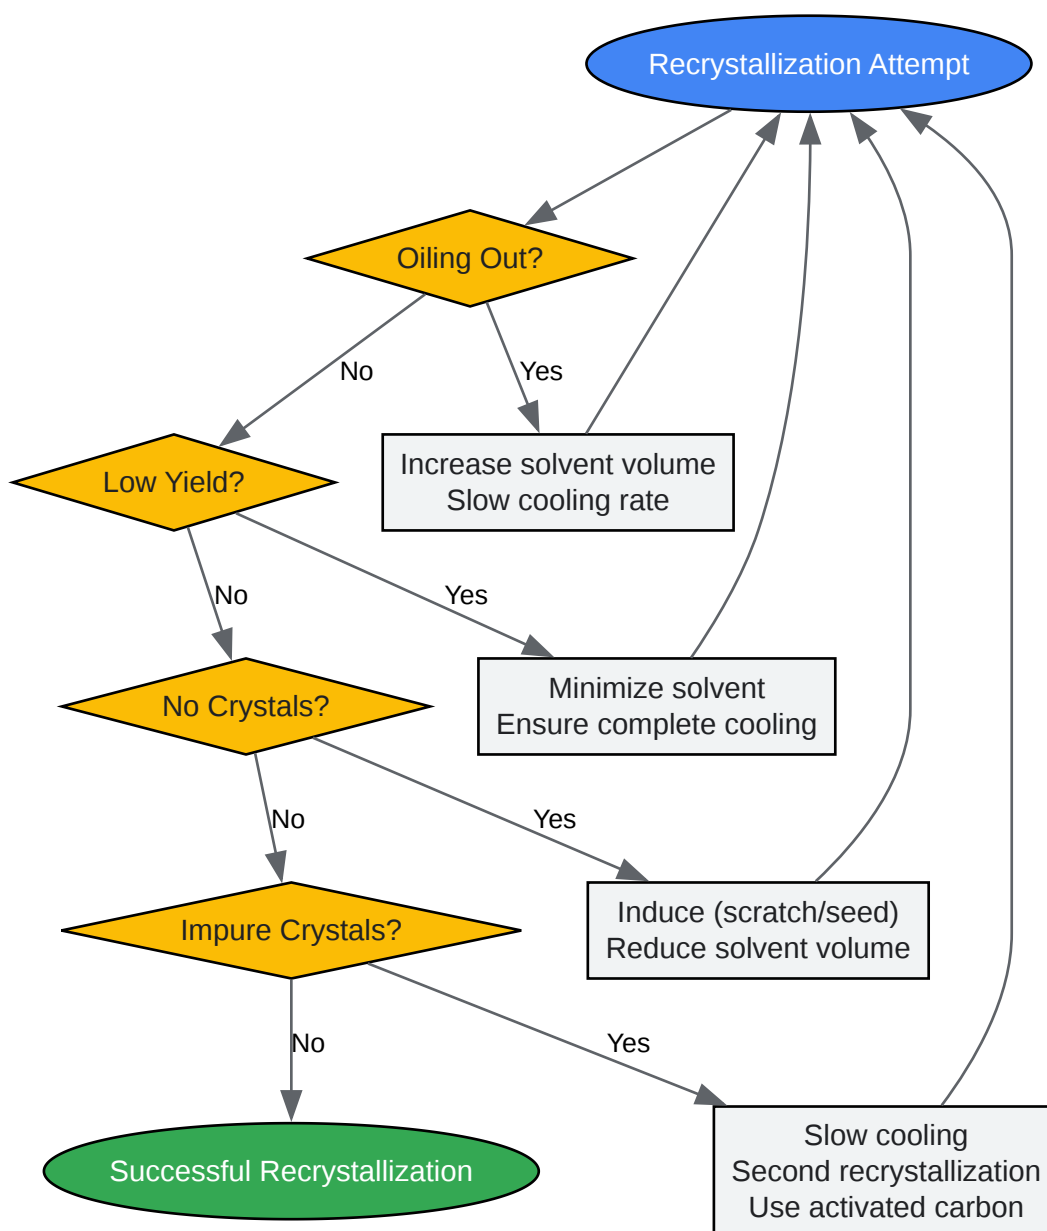 Recrystallization Attempt
Oiling Out?
No
Yes
Increase solvent volume
Slow cooling rate
Low Yield?
No
Yes
Minimize solvent
Ensure complete cooling
No Crystals?
No
Yes
Induce (scratch/seed)
Reduce solvent volume
Impure Crystals?
No
Yes
Slow cooling
Second recrystallization
Use activated carbon
Successful Recrystallization